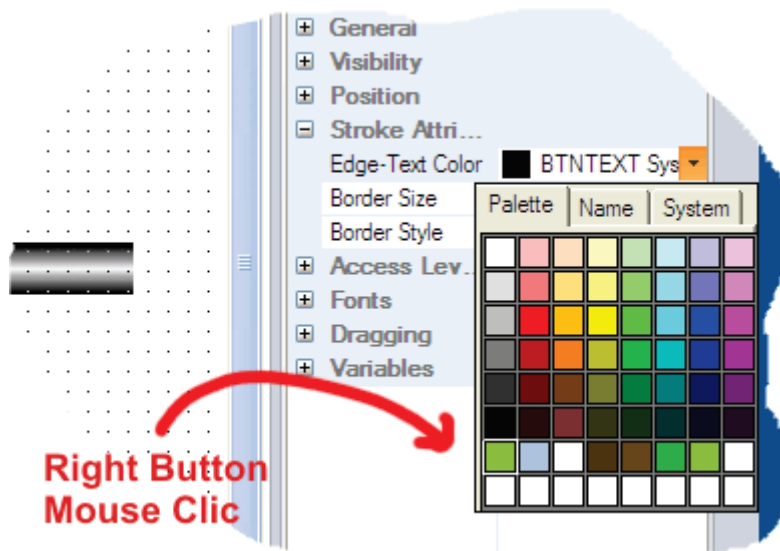 General
Visibility
Position
Stroke Attri...
Edge-Text Color BTNTEXT Sys
Border Size
Border Style
Palette Name System
Access Lev..
Fonts
Dragging
Variables
Right Button
Mouse Clic